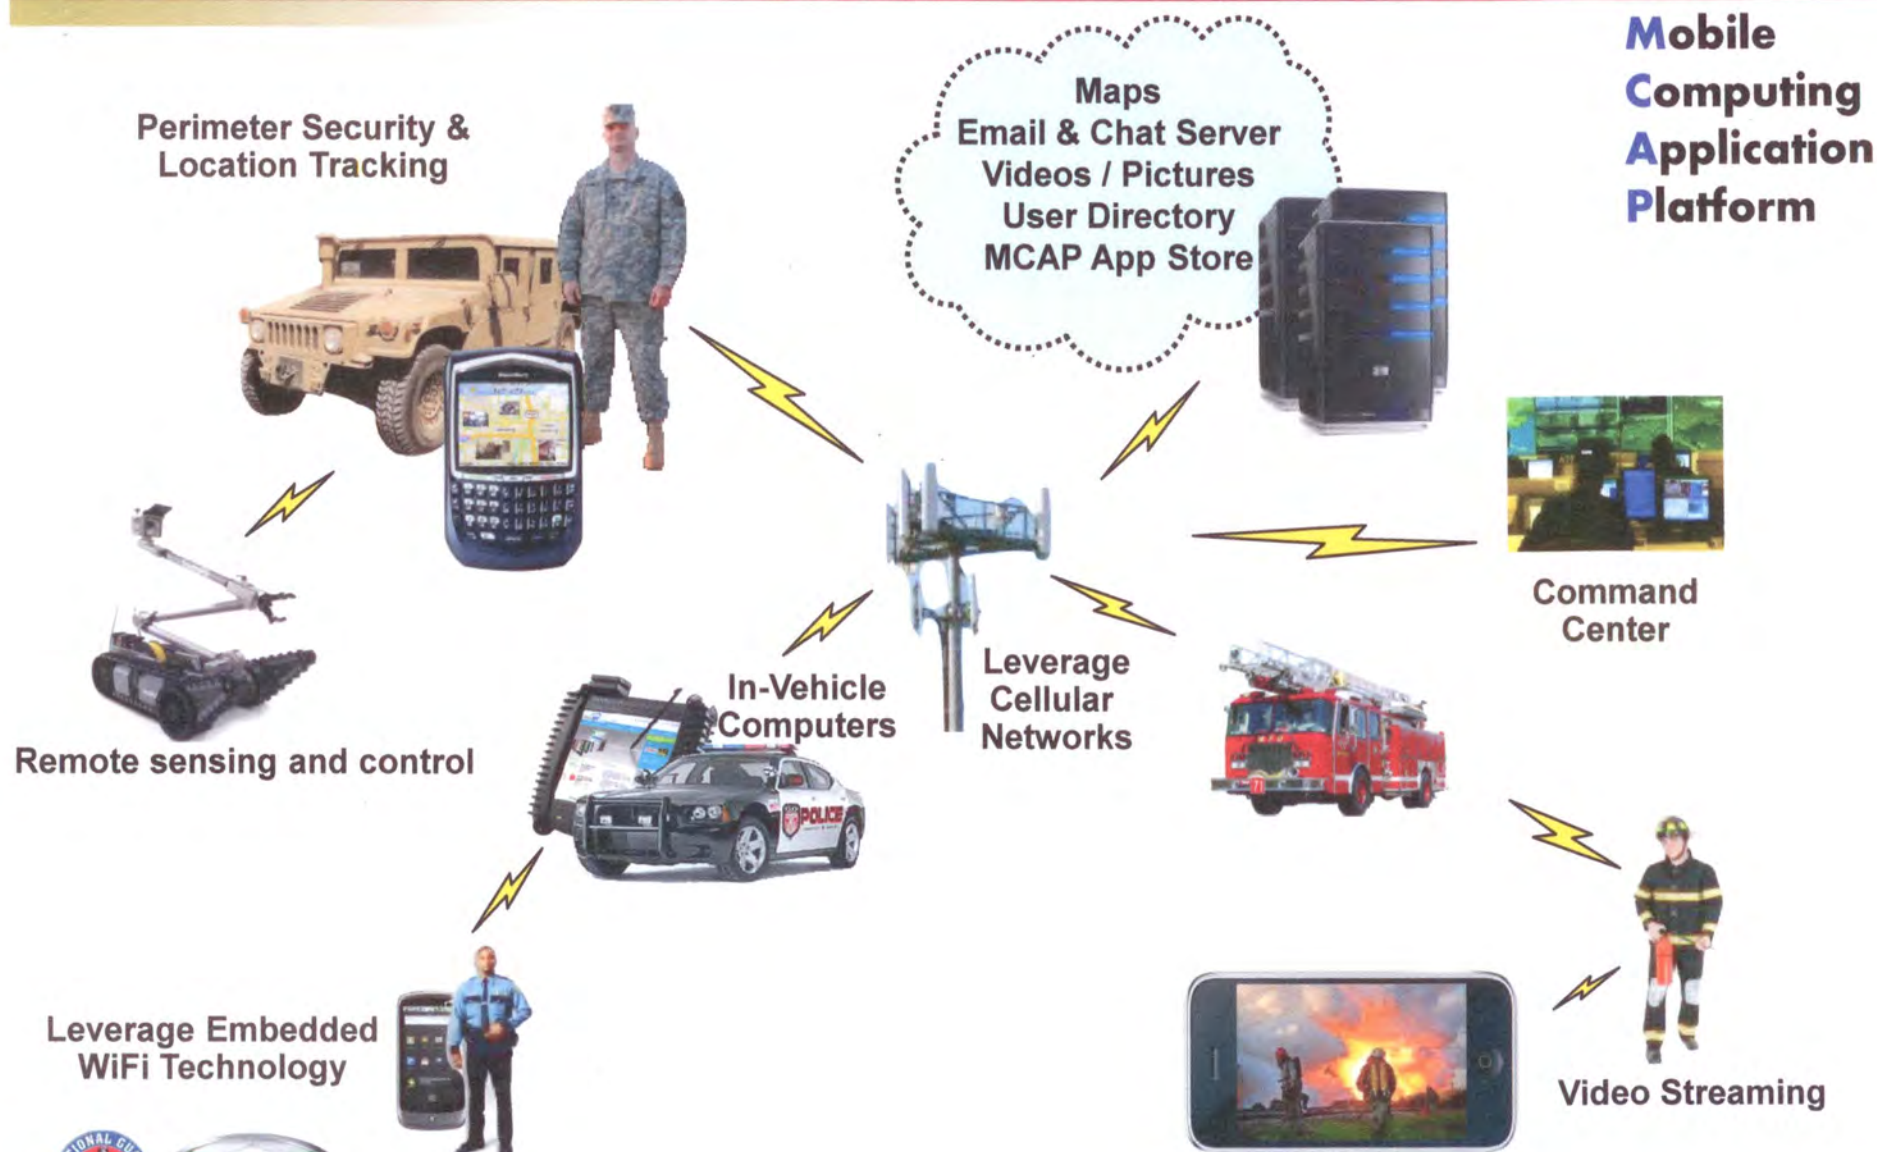 Mobile
Computing
Application
Platform
Perimeter Security &
Location Tracking
Maps
Email & Chat Server
Videos / Pictures
User Directory
MCAP App Store
Command
Center
Leverage
Cellular
Networks
In-Vehicle
Computers
POLICE
71
Remote sensing and control
Leverage Embedded
WiFi Technology
Video Streaming